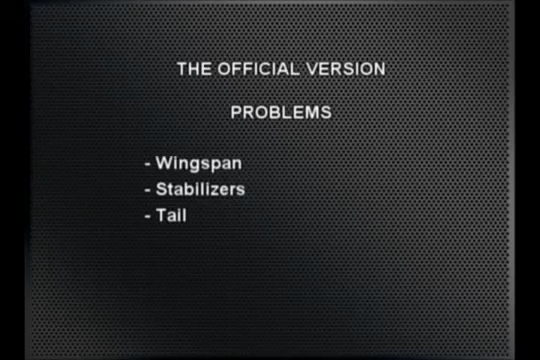 THE OFFICIAL VERSION
PROBLEMS
- Wingspan
- Stabilizers
- Tail